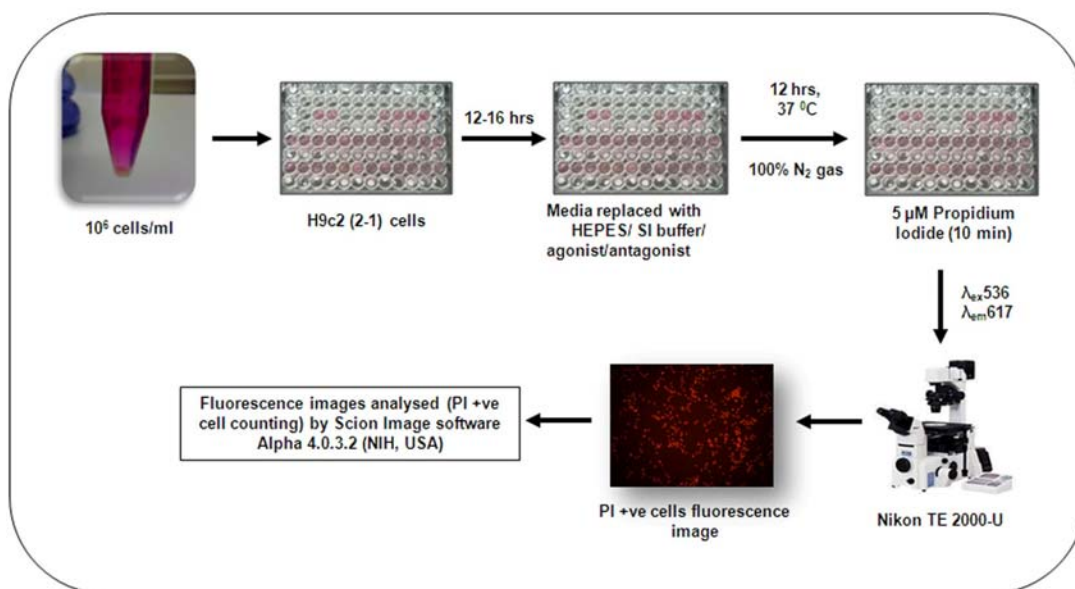 10⁶ cells/ml
H9c2 (2-1) cells
12-16 hrs
Media replaced with
HEPES/ SI buffer/
agonist/antagonist
12 hrs,
37 ⁰C
100% N₂ gas
5 µM Propidium
Iodide (10 min)
λₑₓ536
λₑₘ617
Nikon TE 2000-U
PI +ve cells fluorescence
image
Fluorescence images analysed (PI +ve
cell counting) by Scion Image software
Alpha 4.0.3.2 (NIH, USA)